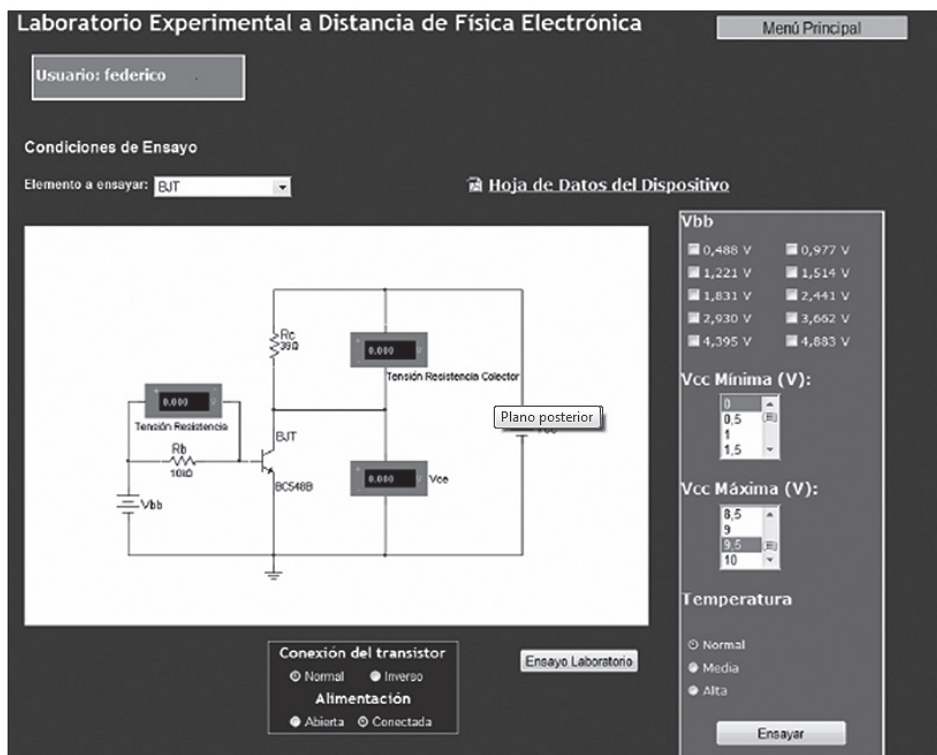 Laboratorio Experimental a Distancia de Física Electrónica
Menú Principal
Usuario: federico
Condiciones de Ensayo
Elemento a ensayar: BJT
Hoja de Datos del Dispositivo
Rc
39Ω
0.000
Tensión Resistencia Colector
0.000
Tensión Resistencia
Rb
10kΩ
BJT
BC548B
0.000
Vce
Vbb
Plano posterior
Vbb
0,488 V
0,977 V
1,221 V
1,514 V
1,831 V
2,441 V
2,930 V
3,662 V
4,395 V
4,883 V
Vcc Mínima (V):
0
0,5
1
1,5
Vcc Máxima (V):
8,5
9
9,5
10
Temperatura
Normal
Media
Alta
Ensayar
Conexión del transistor
Normal
Inverso
Alimentación
Abierta
Conectada
Ensayo Laboratorio